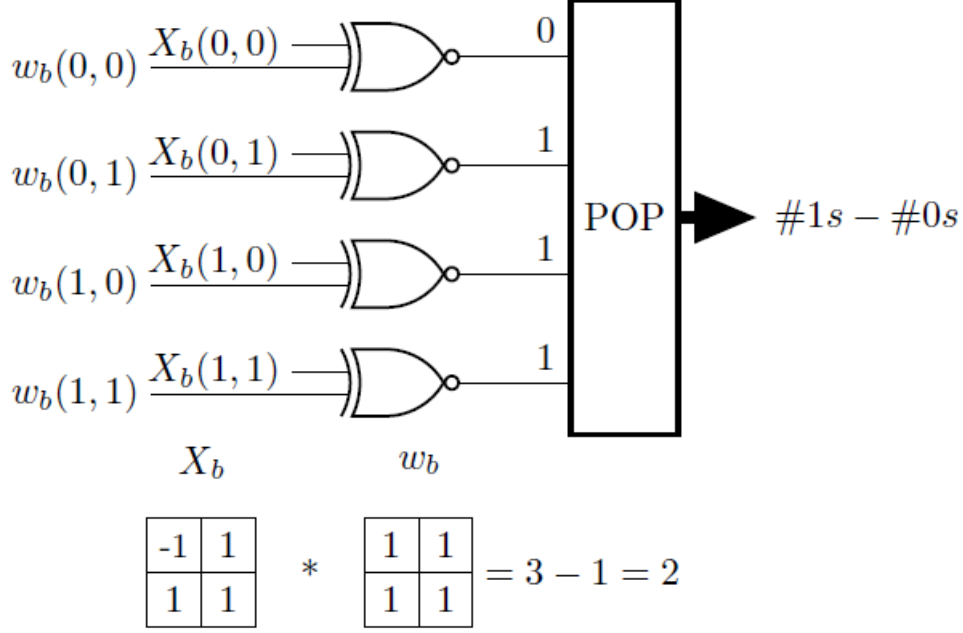 X_b(0, 0) 0
w_b(0, 0)
X_b(0, 1) 1
w_b(0, 1)
POP #1s − #0s
X_b(1, 0) 1
w_b(1, 0)
X_b(1, 1) 1
w_b(1, 1)
X_b w_b
-1 1 * 1 1 = 3 − 1 = 2
1 1 1 1